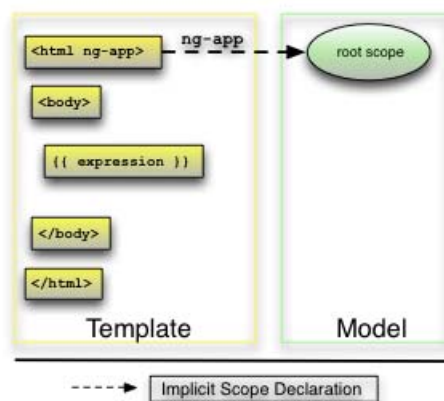 <html ng-app>
ng-app
root scope
<body>
{{ expression }}
</body>
</html>
Template
Model
Implicit Scope Declaration